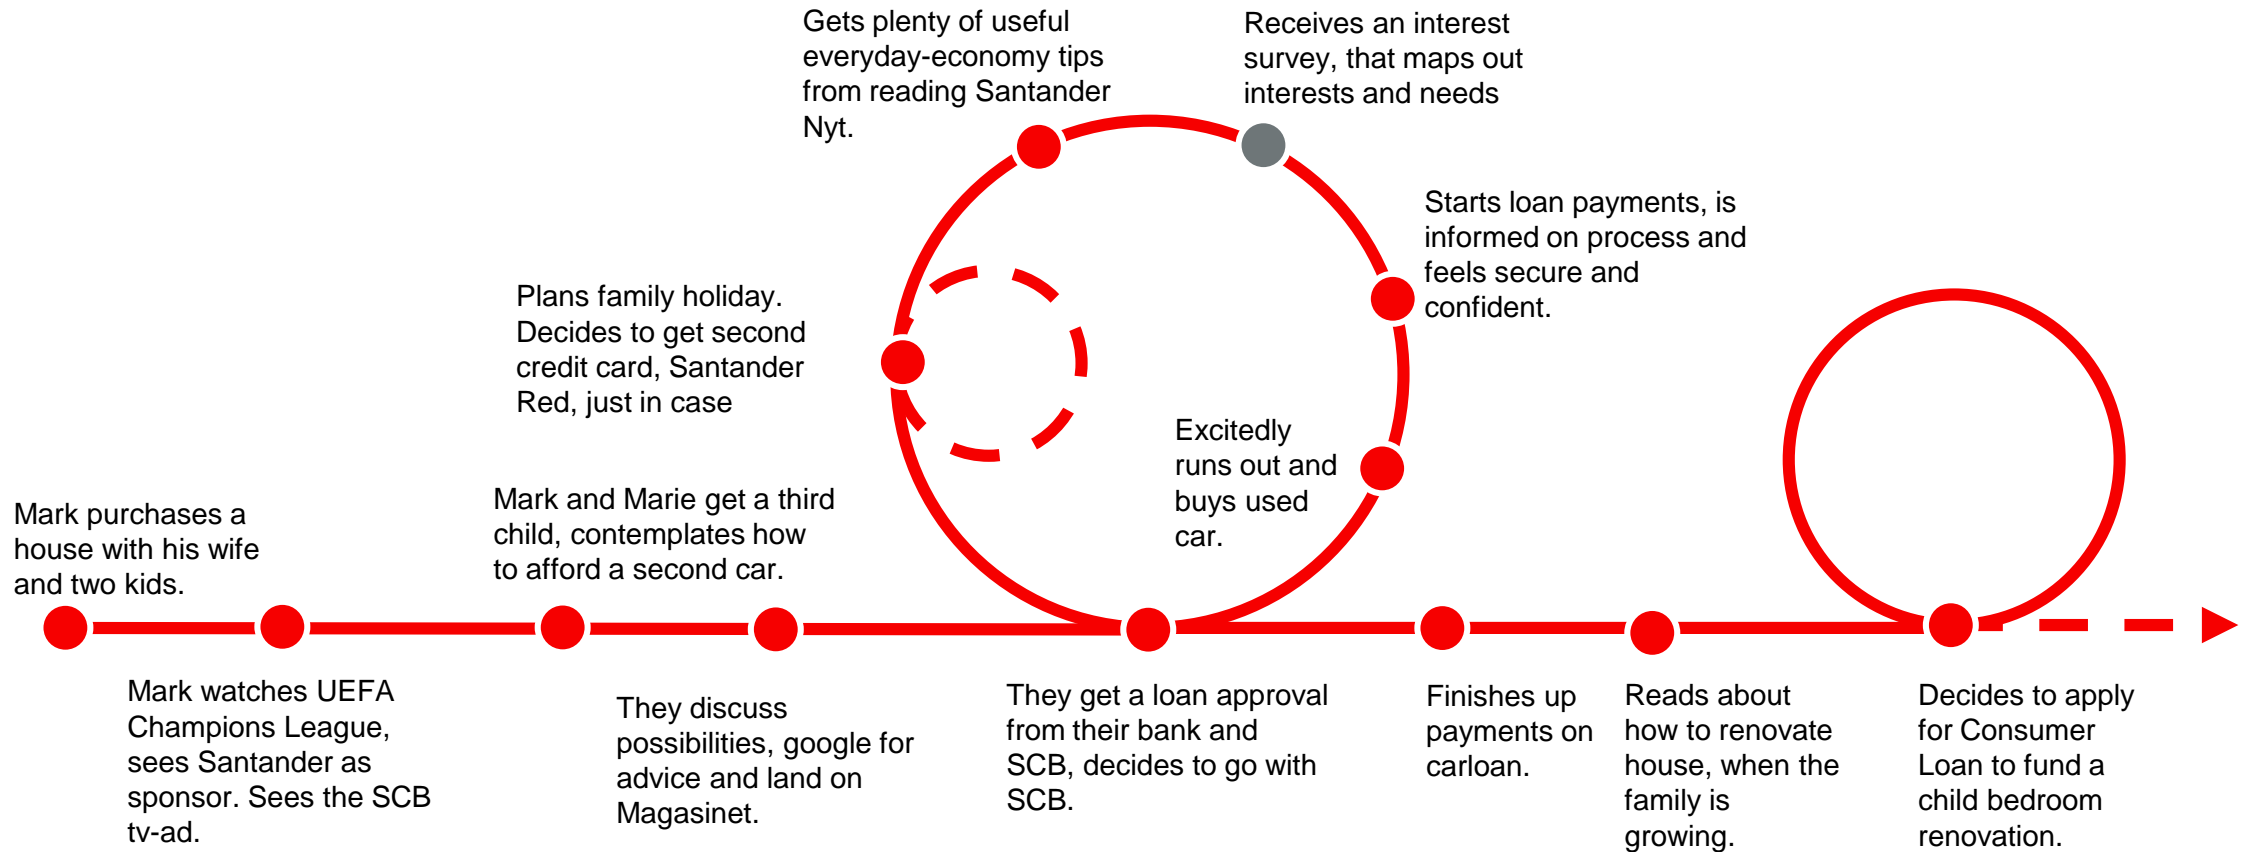 Gets plenty of useful
everyday-economy tips
from reading Santander
Nyt.
Receives an interest
survey, that maps out
interests and needs
Starts loan payments, is
informed on process and
feels secure and
confident.
Plans family holiday.
Decides to get second
credit card, Santander
Red, just in case
Excitedly
runs out and
buys used
car.
Mark purchases a
house with his wife
and two kids.
Mark and Marie get a third
child, contemplates how
to afford a second car.
Mark watches UEFA
Champions League,
sees Santander as
sponsor. Sees the SCB
tv-ad.
They discuss
possibilities, google for
advice and land on
Magasinet.
They get a loan approval
from their bank and
SCB, decides to go with
SCB.
Finishes up
payments on
carloan.
Reads about
how to renovate
house, when the
family is
growing.
Decides to apply
for Consumer
Loan to fund a
child bedroom
renovation.